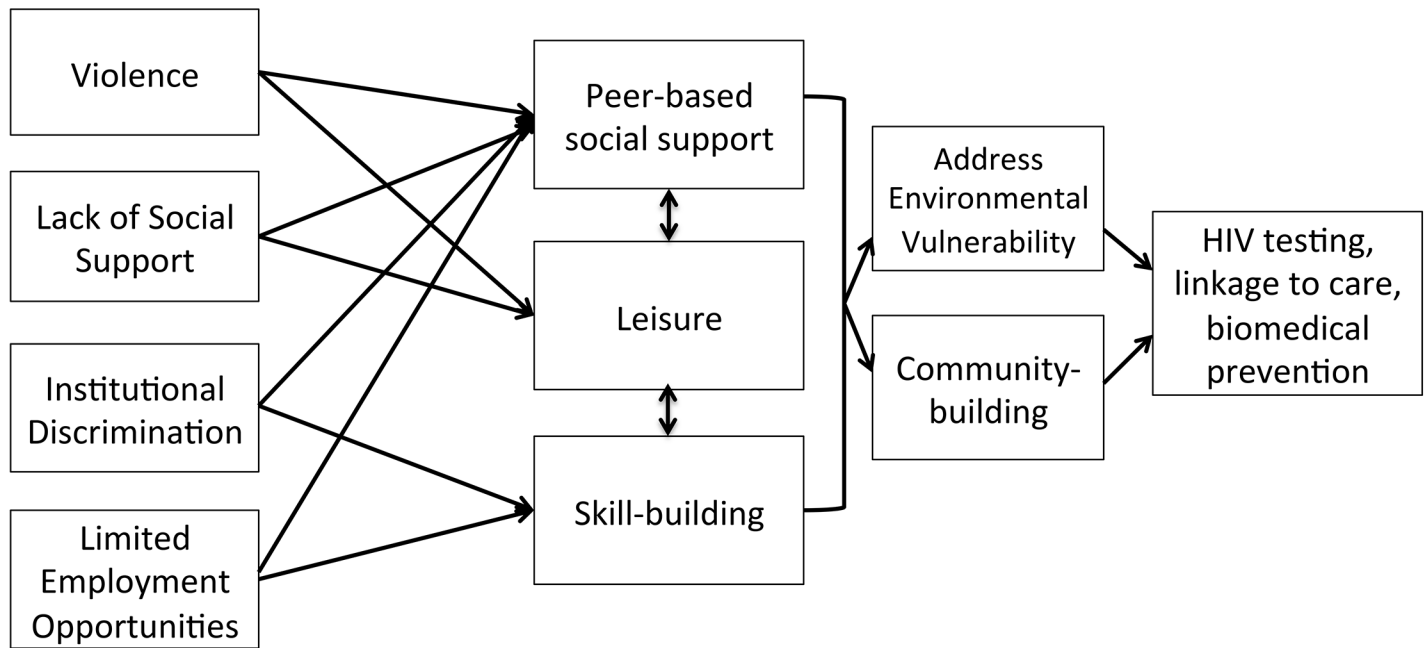 Violence
Lack of Social
Support
Institutional
Discrimination
Limited
Employment
Opportunities
Peer-based
social support
Leisure
Skill-building
Address
Environmental
Vulnerability
Community-
building
HIV testing,
linkage to care,
biomedical
prevention